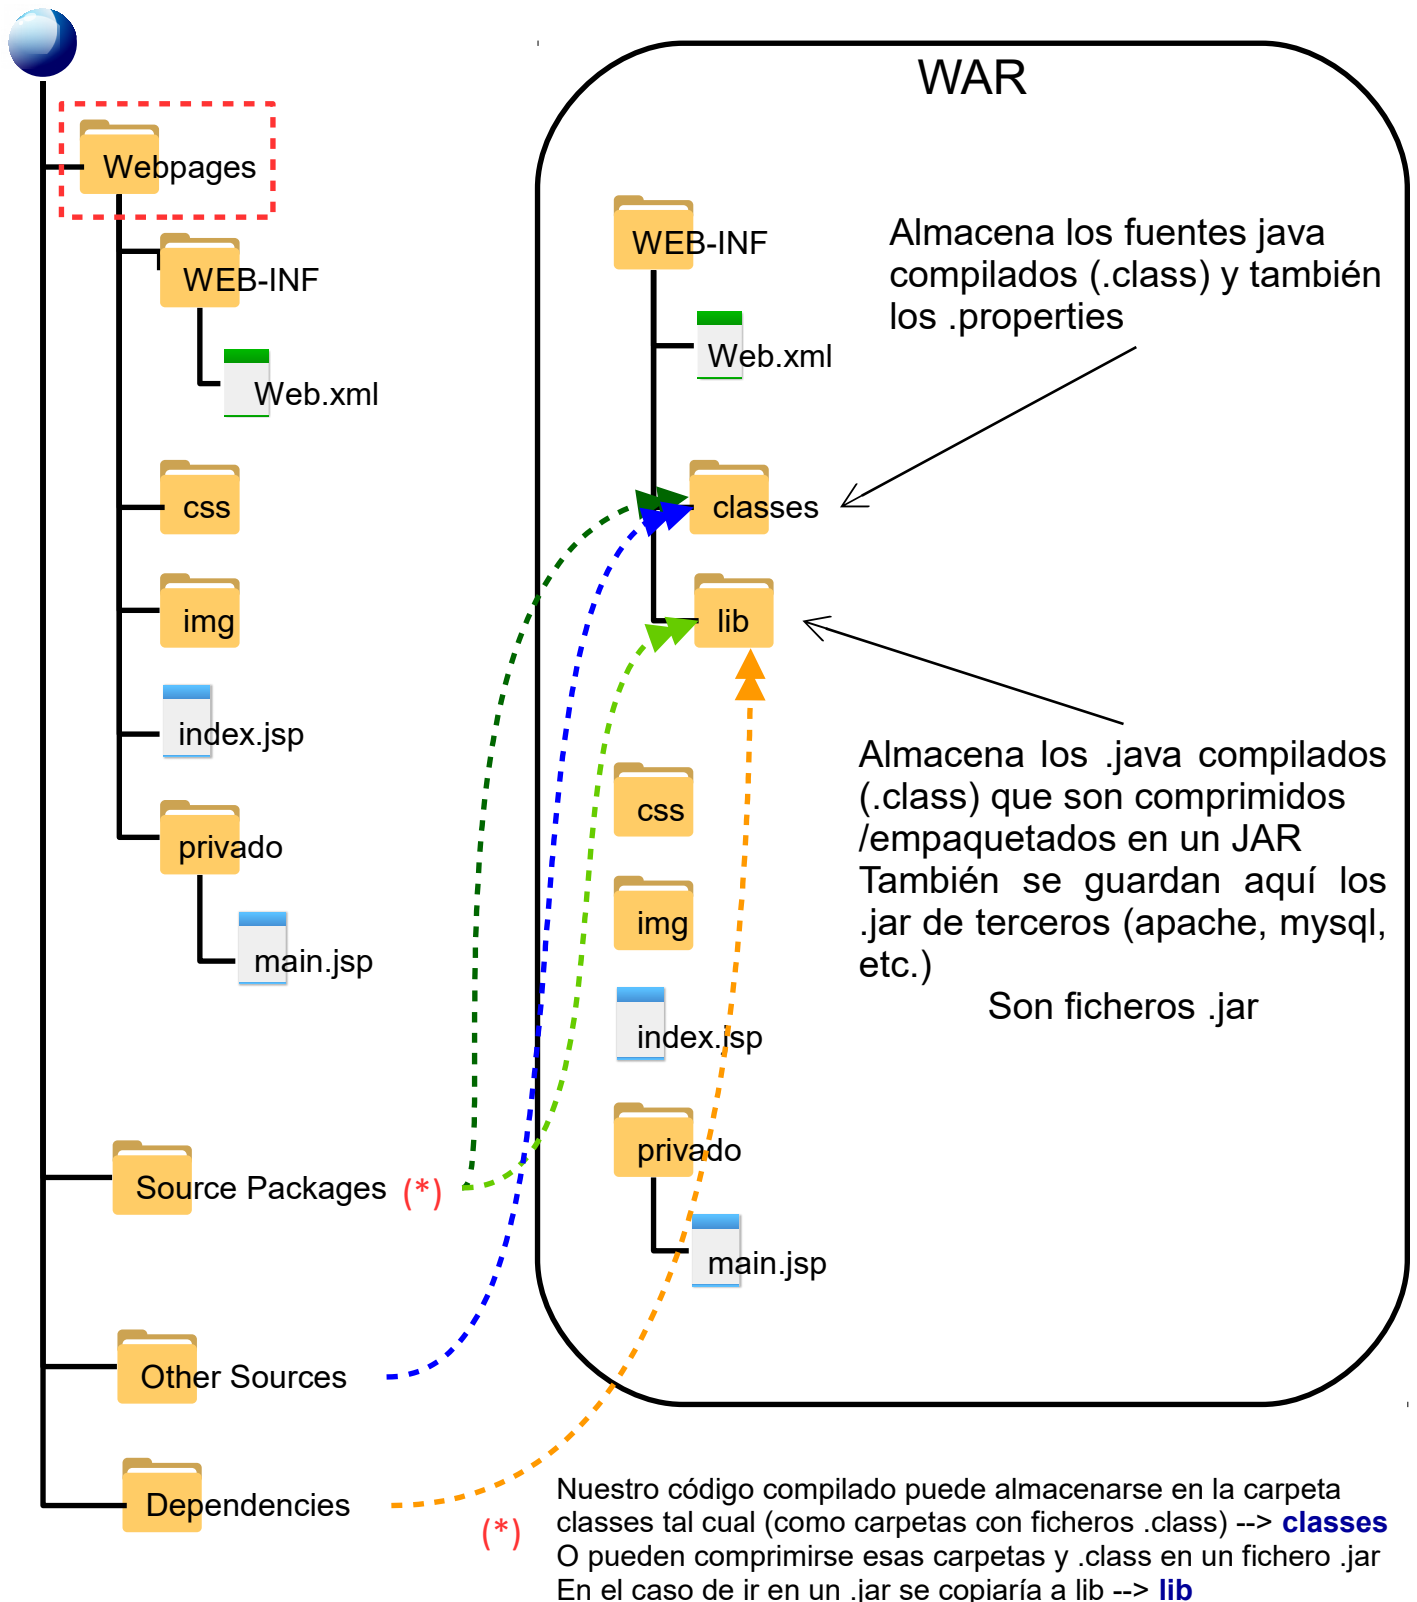 WAR
Webpages
WEB-INF
Web.xml
css
img
index.jsp
privado
main.jsp
Source Packages (*)
Other Sources
Dependencies
WEB-INF
Web.xml
classes
lib
css
img
index.jsp
privado
main.jsp
Almacena los fuentes java
compilados (.class) y también
los .properties
Almacena los .java compilados
(.class) que son comprimidos
/empaquetados en un JAR
También se guardan aquí los
.jar de terceros (apache, mysql,
etc.)
Son ficheros .jar
(*)
Nuestro código compilado puede almacenarse en la carpeta
classes tal cual (como carpetas con ficheros .class) --> classes
O pueden comprimirse esas carpetas y .class en un fichero .jar
En el caso de ir en un .jar se copiaría a lib --> lib